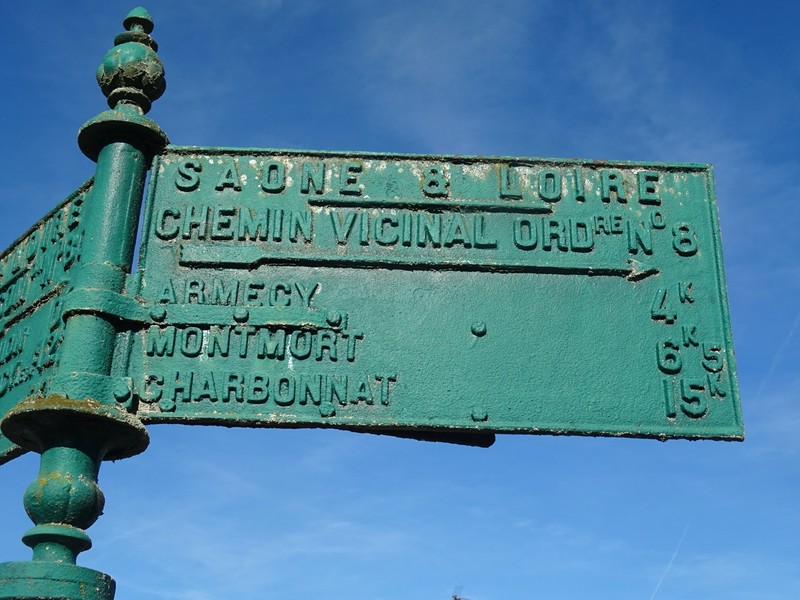 SAONE & LOIRE
CHEMIN VICINAL ORDRE NO 8
ARMECY 4K
MONTMORT 6K5
CHARBONNAT 15K